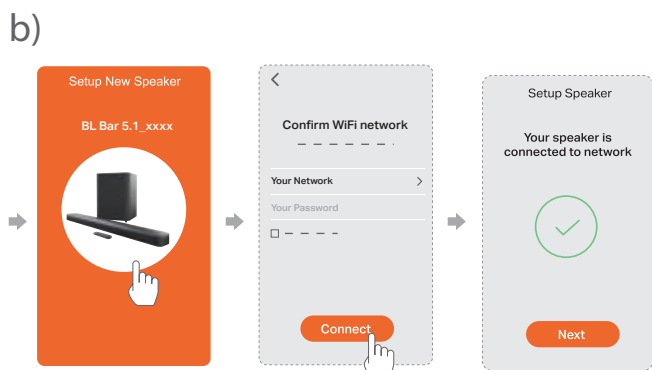 b)
Setup New Speaker
BL Bar 5.1_xxxx
Confirm WiFi network
Your Network
Your Password
Connect
Setup Speaker
Your speaker is
connected to network
Next